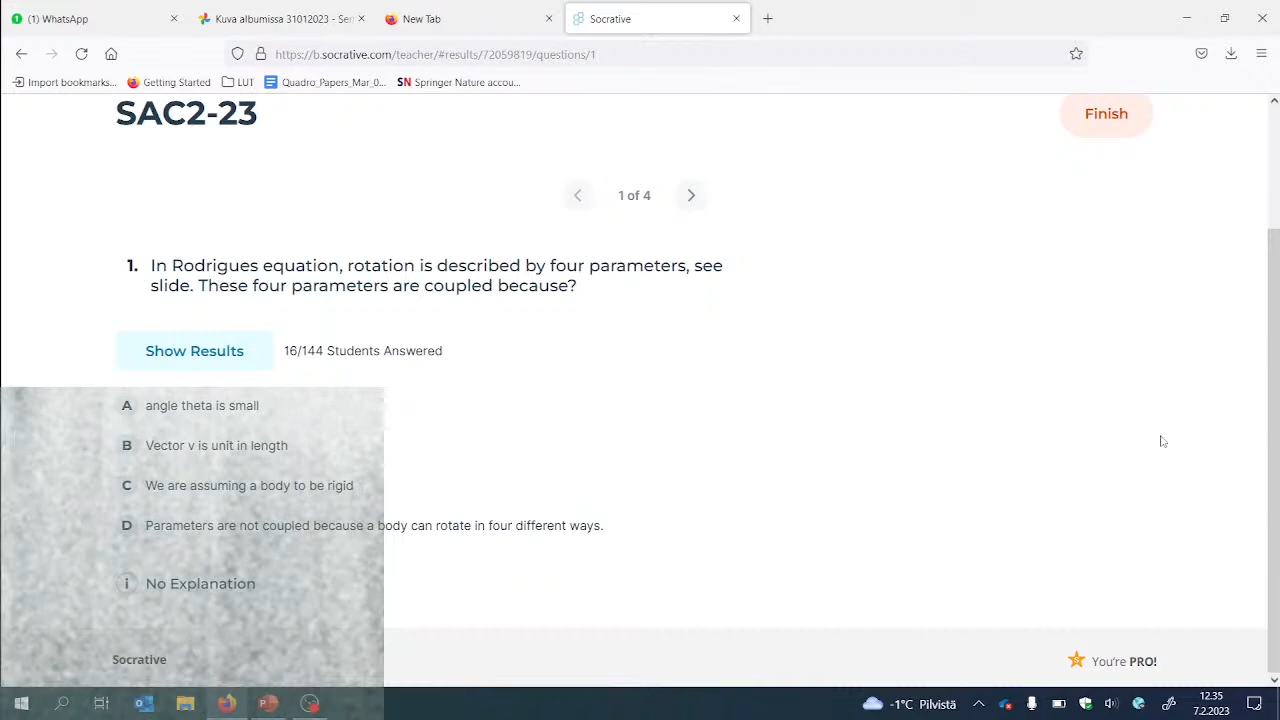 (1) WhatsApp
Kuva albumissa 31012023 - Ser
New Tab
Socrative
https://b.socrative.com/teacher/#results/72059819/questions/1
Import bookmarks...
Getting Started
LUT
Quadro_Papers_Mar_0...
SN Springer Nature accou...
SAC2-23
Finish
1 of 4
1. In Rodrigues equation, rotation is described by four parameters, see
slide. These four parameters are coupled because?
Show Results
16/144 Students Answered
A angle theta is small
B Vector v is unit in length
C We are assuming a body to be rigid
D Parameters are not coupled because a body can rotate in four different ways.
i No Explanation
Socrative
You're PRO!
-1°C Pilvistä
12.35
7.2.2023